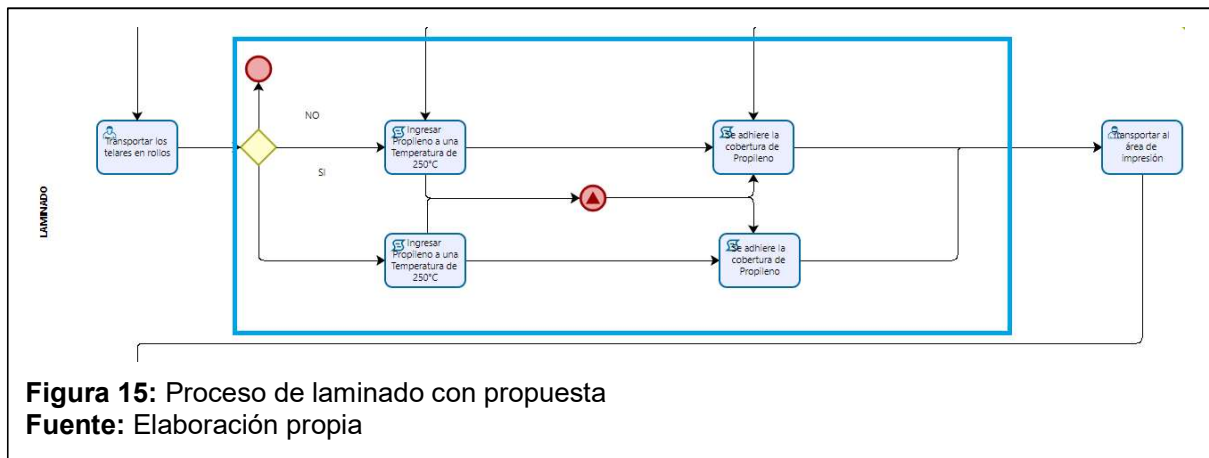 NO
SI
LAMINADO
Transportar los
telares en rollos
Ingresar
Propileno a una
Temperatura de
250°C
Se adhiere la
cobertura de
Propileno
Transportar al
área de
impresión
Ingresar
Propileno a una
Temperatura de
250°C
Se adhiere la
cobertura de
Propileno
Figura 15: Proceso de laminado con propuesta
Fuente: Elaboración propia